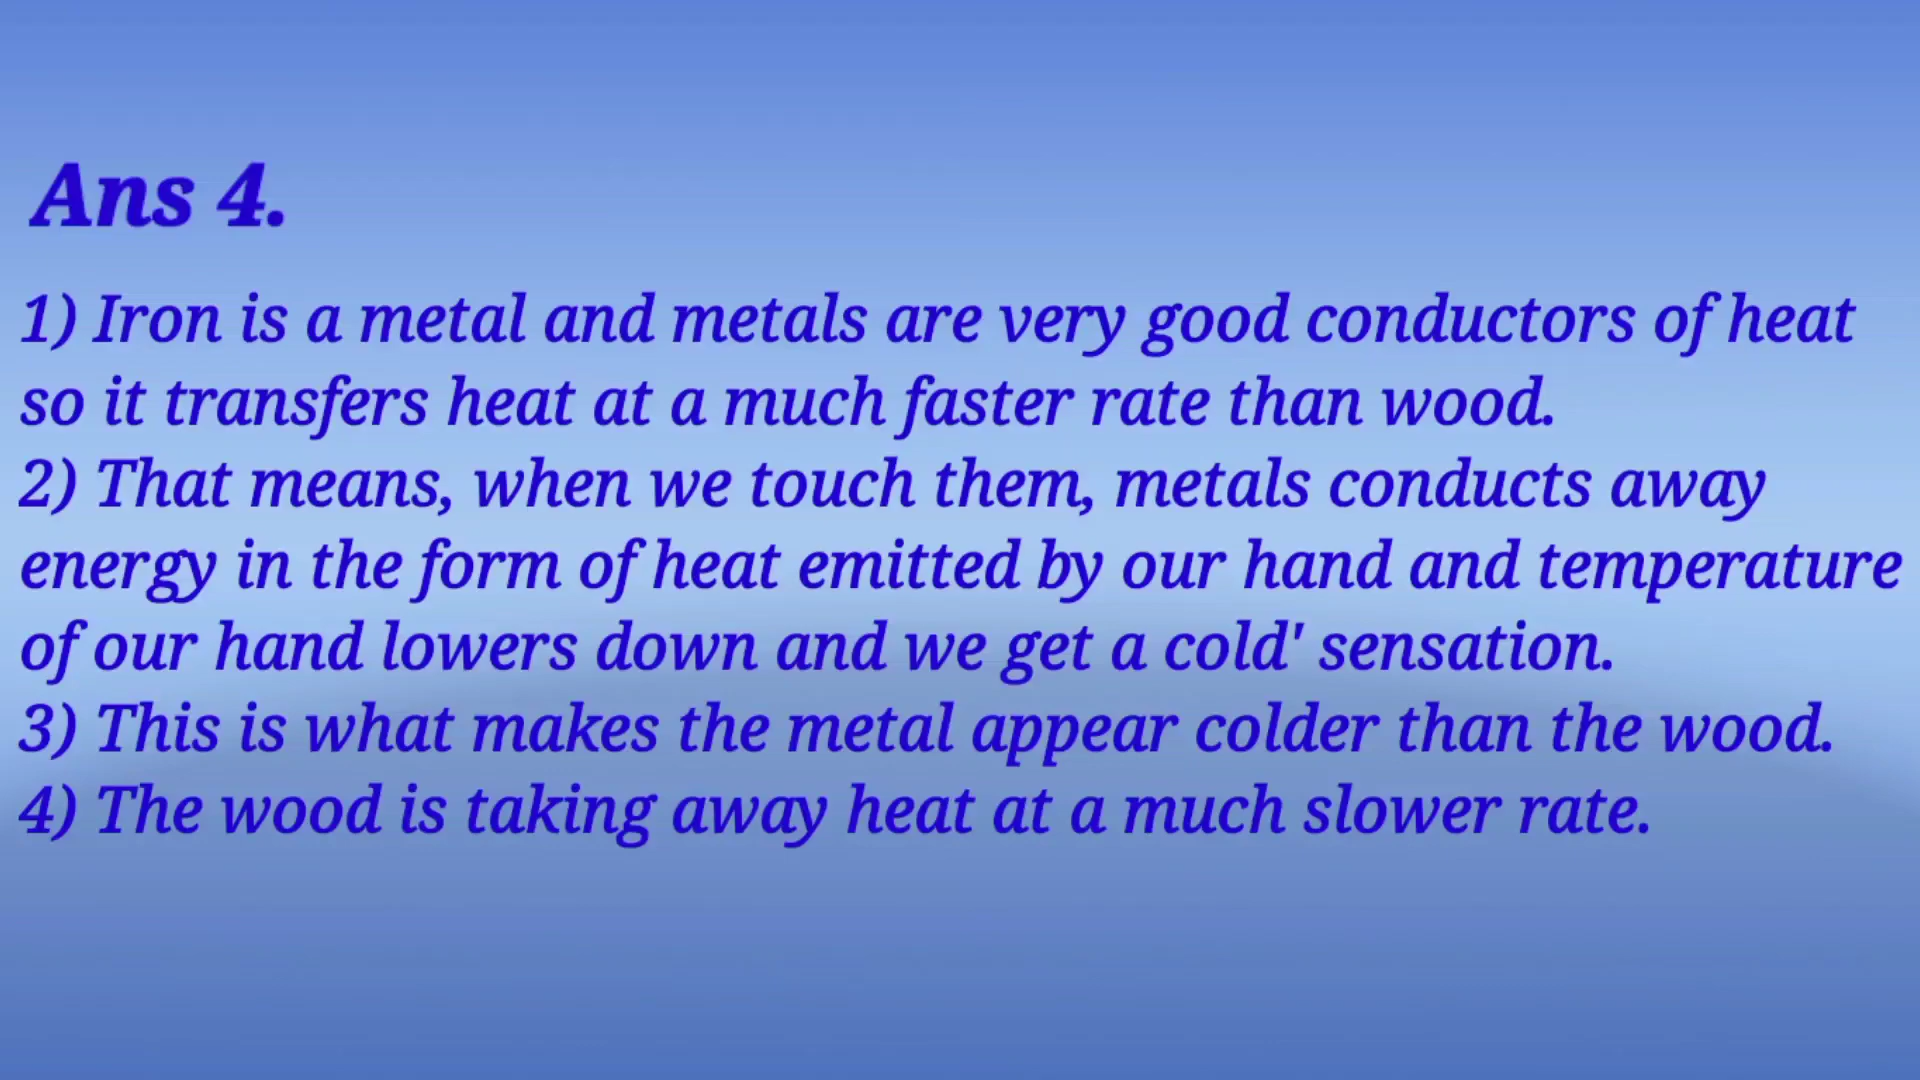 Ans 4.
1) Iron is a metal and metals are very good conductors of heat
so it transfers heat at a much faster rate than wood.
2) That means, when we touch them, metals conducts away
energy in the form of heat emitted by our hand and temperature
of our hand lowers down and we get a cold' sensation.
3) This is what makes the metal appear colder than the wood.
4) The wood is taking away heat at a much slower rate.